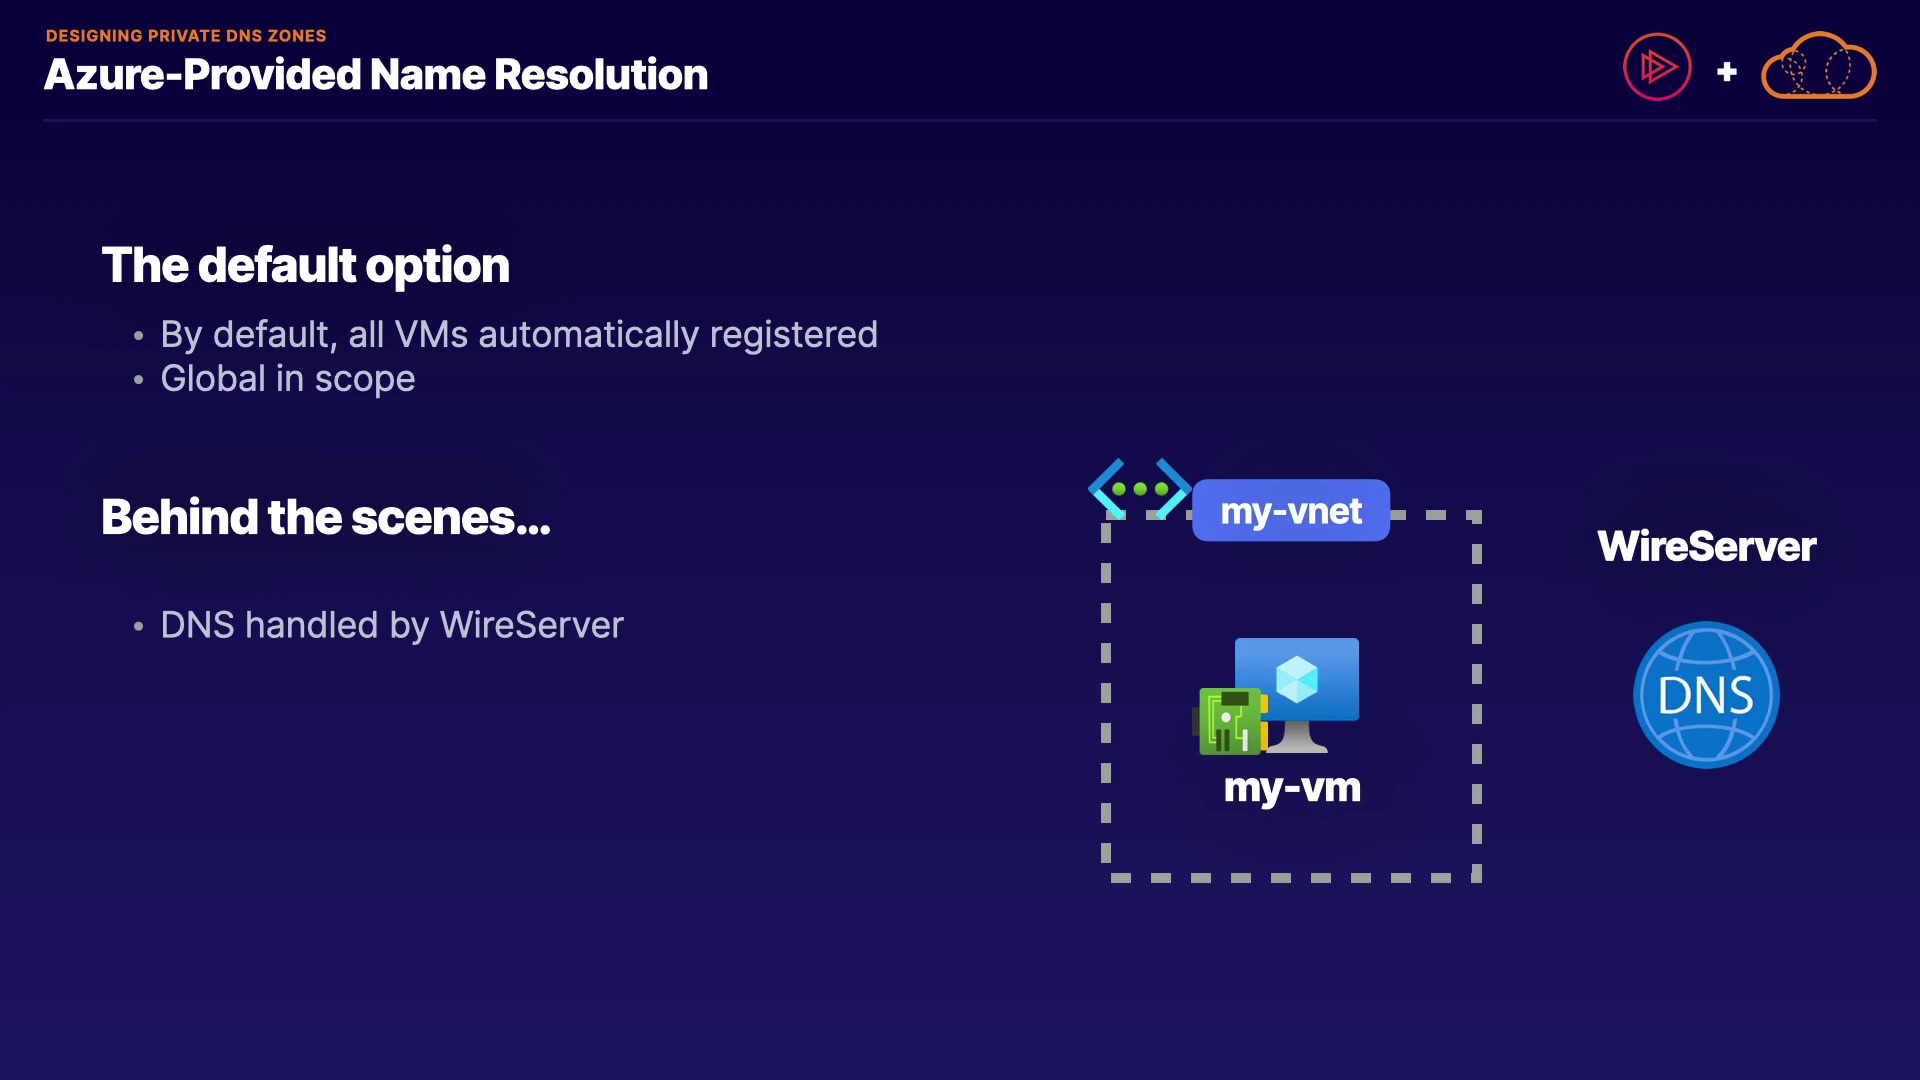 DESIGNING PRIVATE DNS ZONES
Azure-Provided Name Resolution
+
The default option
• By default, all VMs automatically registered
• Global in scope
Behind the scenes...
• DNS handled by WireServer
my-vnet
my-vm
WireServer
DNS